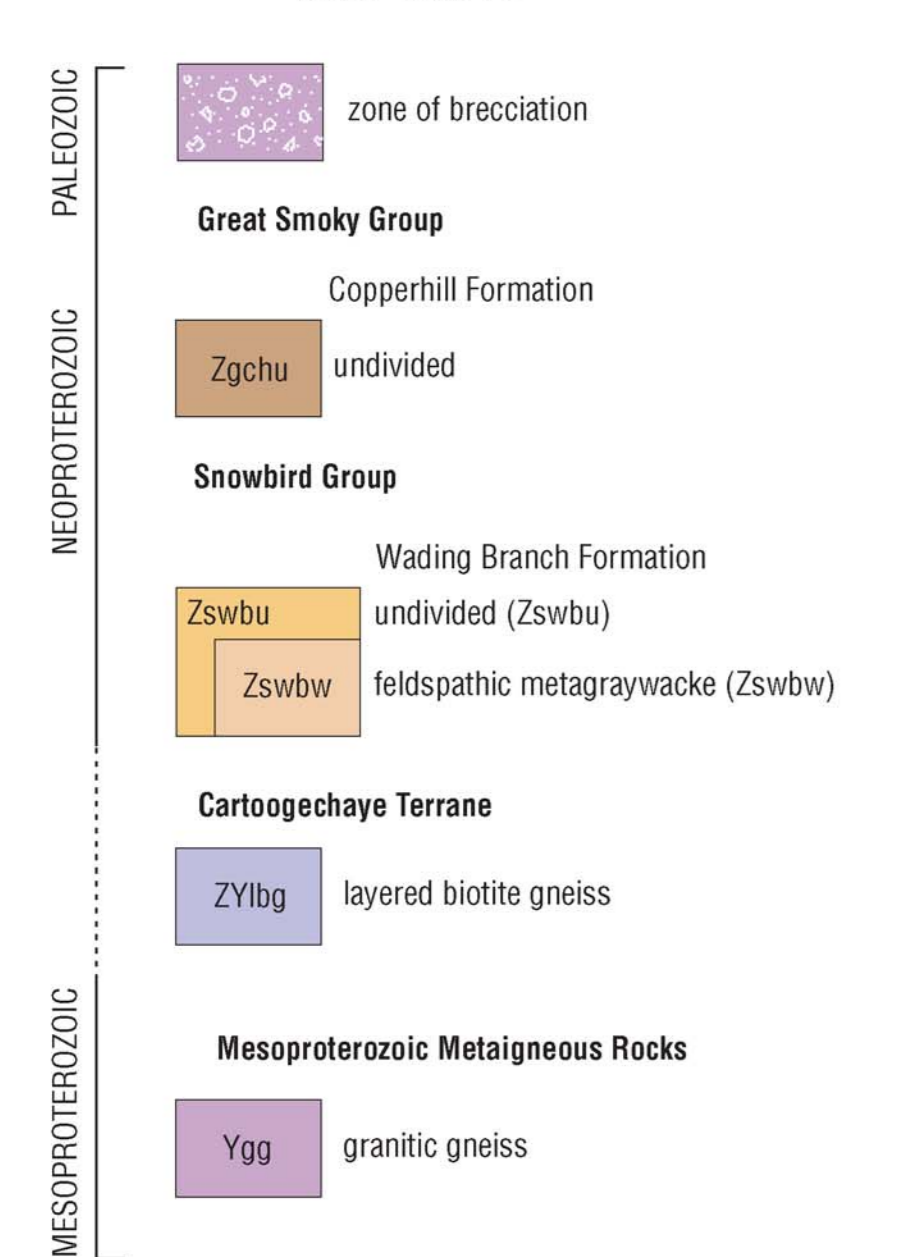 PALEOZOIC
zone of brecciation
Great Smoky Group
Copperhill Formation
NEOPROTEROZOIC
Zgchu
undivided
Snowbird Group
Wading Branch Formation
Zswbu
undivided (Zswbu)
Zswbw
feldspathic metagraywacke (Zswbw)
Cartoogechaye Terrane
ZYlbg
layered biotite gneiss
MESOPROTEROZOIC
Mesoproterozoic Metaigneous Rocks
Ygg
granitic gneiss